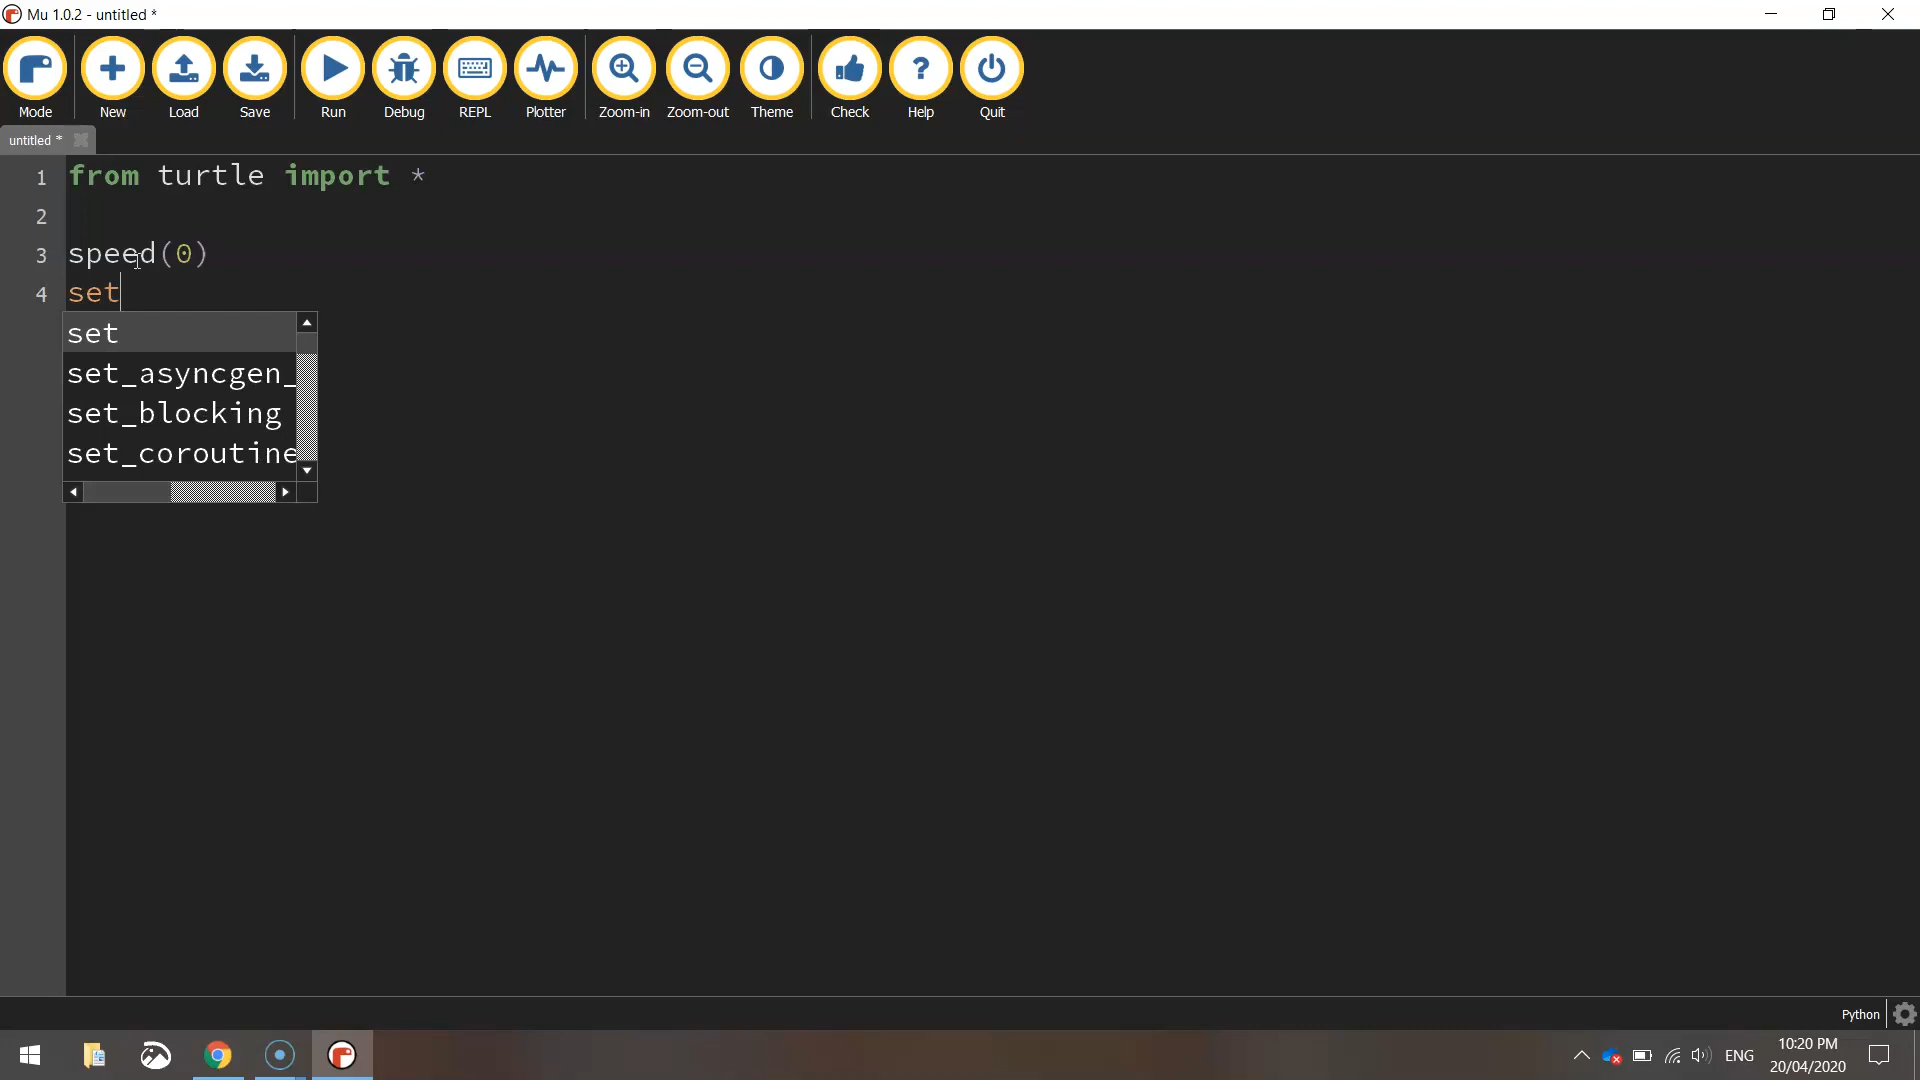 Mu 1.0.2 - untitled *
Mode New Load Save Run Debug REPL Plotter Zoom-in Zoom-out Theme Check Help Quit
untitled *
1 from turtle import *
2
3 speed(0)
4 set
set
set_asyncgen_
set_blocking
set_coroutine
Python
ENG
10:20 PM
20/04/2020